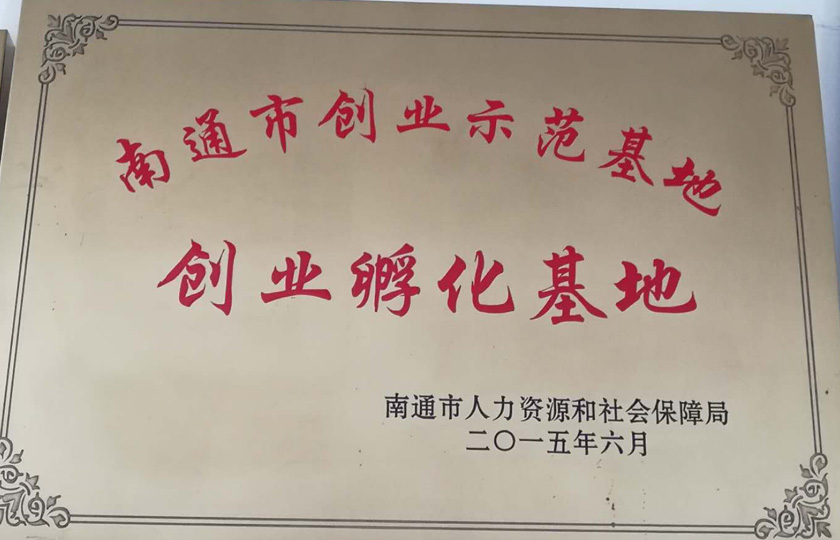 南通市创业示范基地
创业孵化基地
南通市人力资源和社会保障局
二〇一五年六月